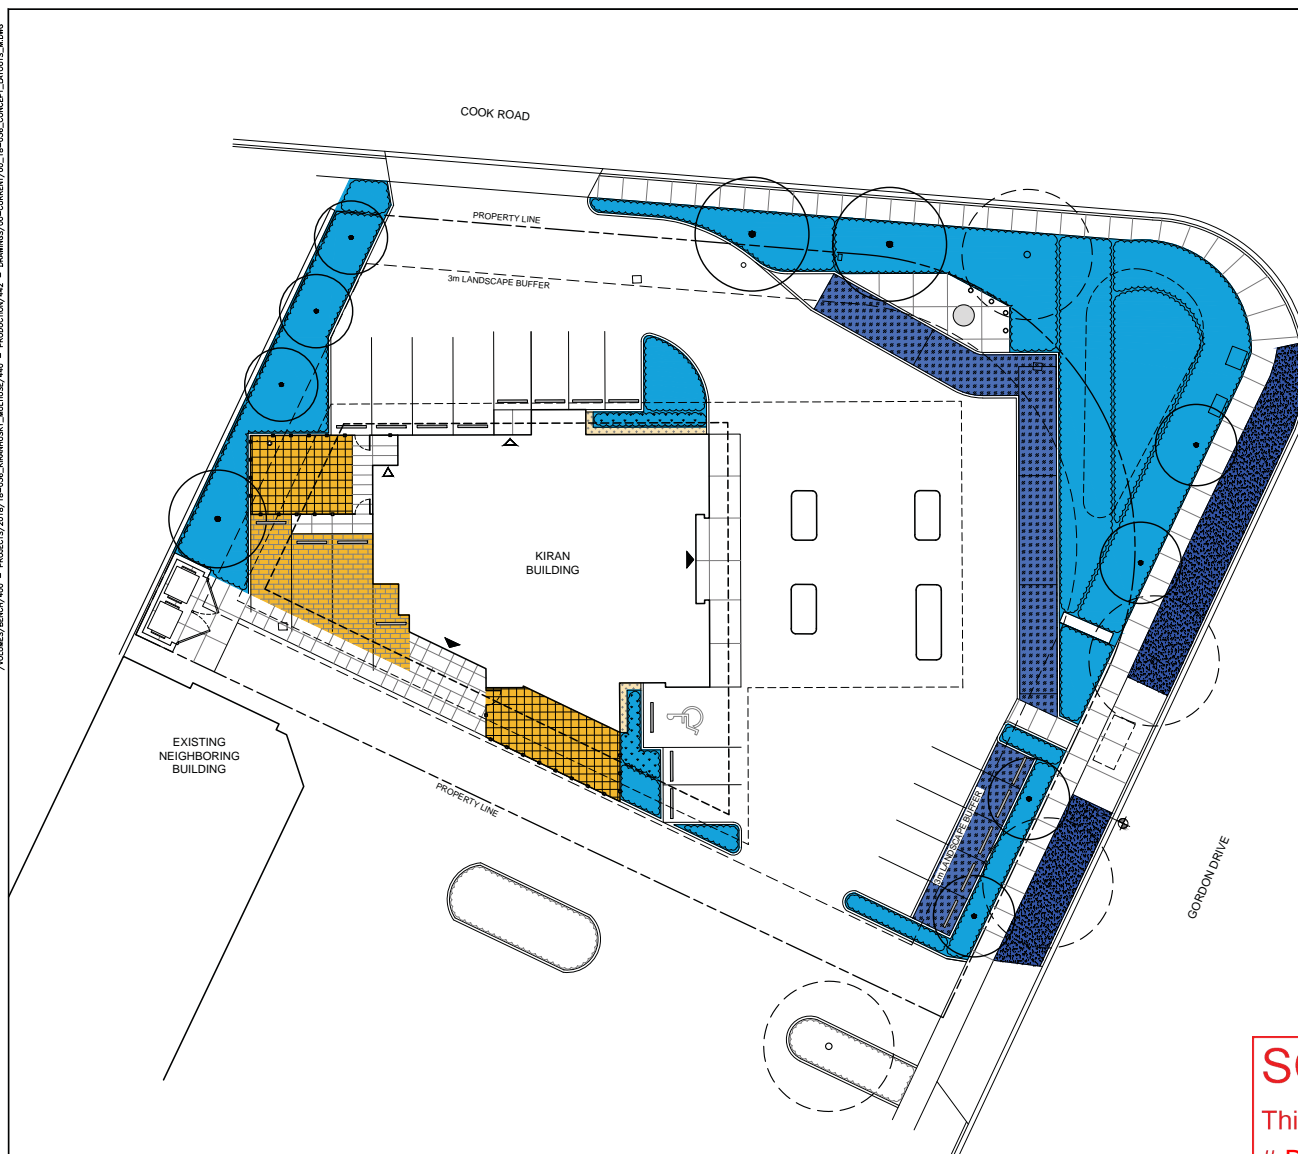 COOK ROAD
PROPERTY LINE
3m LANDSCAPE BUFFER
KIRAN
BUILDING
EXISTING
NEIGHBORING
BUILDING
PROPERTY LINE
3m LANDSCAPE BUFFER
GORDON DRIVE